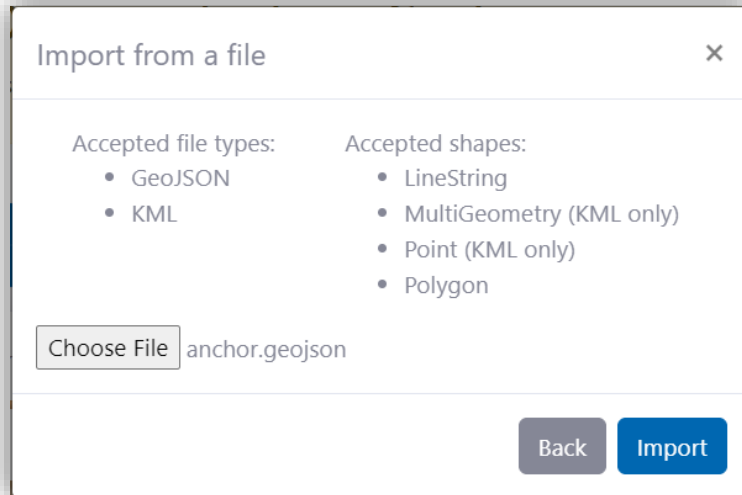 Import from a file ×
Accepted file types:
• GeoJSON
• KML
Accepted shapes:
• LineString
• MultiGeometry (KML only)
• Point (KML only)
• Polygon
Choose File anchor.geojson
Back Import